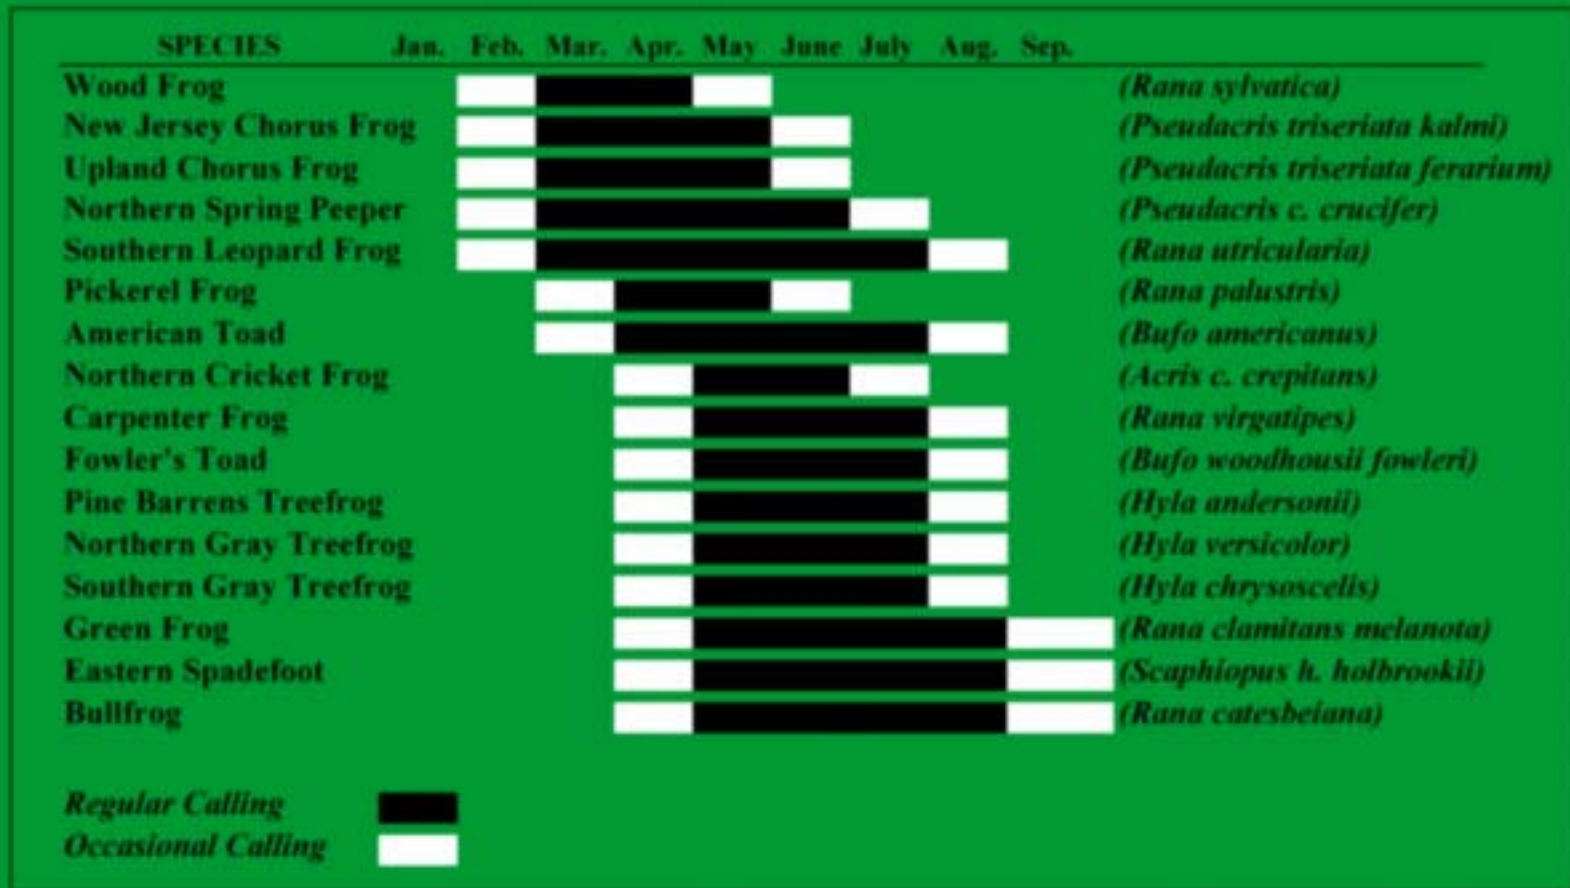 SPECIES Jan. Feb. Mar. Apr. May June July Aug. Sep.
Wood Frog (Rana sylvatica)
New Jersey Chorus Frog (Pseudacris triseriata kalmi)
Upland Chorus Frog (Pseudacris triseriata ferarium)
Northern Spring Peeper (Pseudacris c. crucifer)
Southern Leopard Frog (Rana utricularia)
Pickerel Frog (Rana palustris)
American Toad (Bufo americanus)
Northern Cricket Frog (Acris c. crepitans)
Carpenter Frog (Rana virgatipes)
Fowler's Toad (Bufo woodhousii fowleri)
Pine Barrens Treefrog (Hyla andersonii)
Northern Gray Treefrog (Hyla versicolor)
Southern Gray Treefrog (Hyla chrysoscelis)
Green Frog (Rana clamitans melanota)
Eastern Spadefoot (Scaphiopus h. holbrookii)
Bullfrog (Rana catesbeiana)
Regular Calling
Occasional Calling